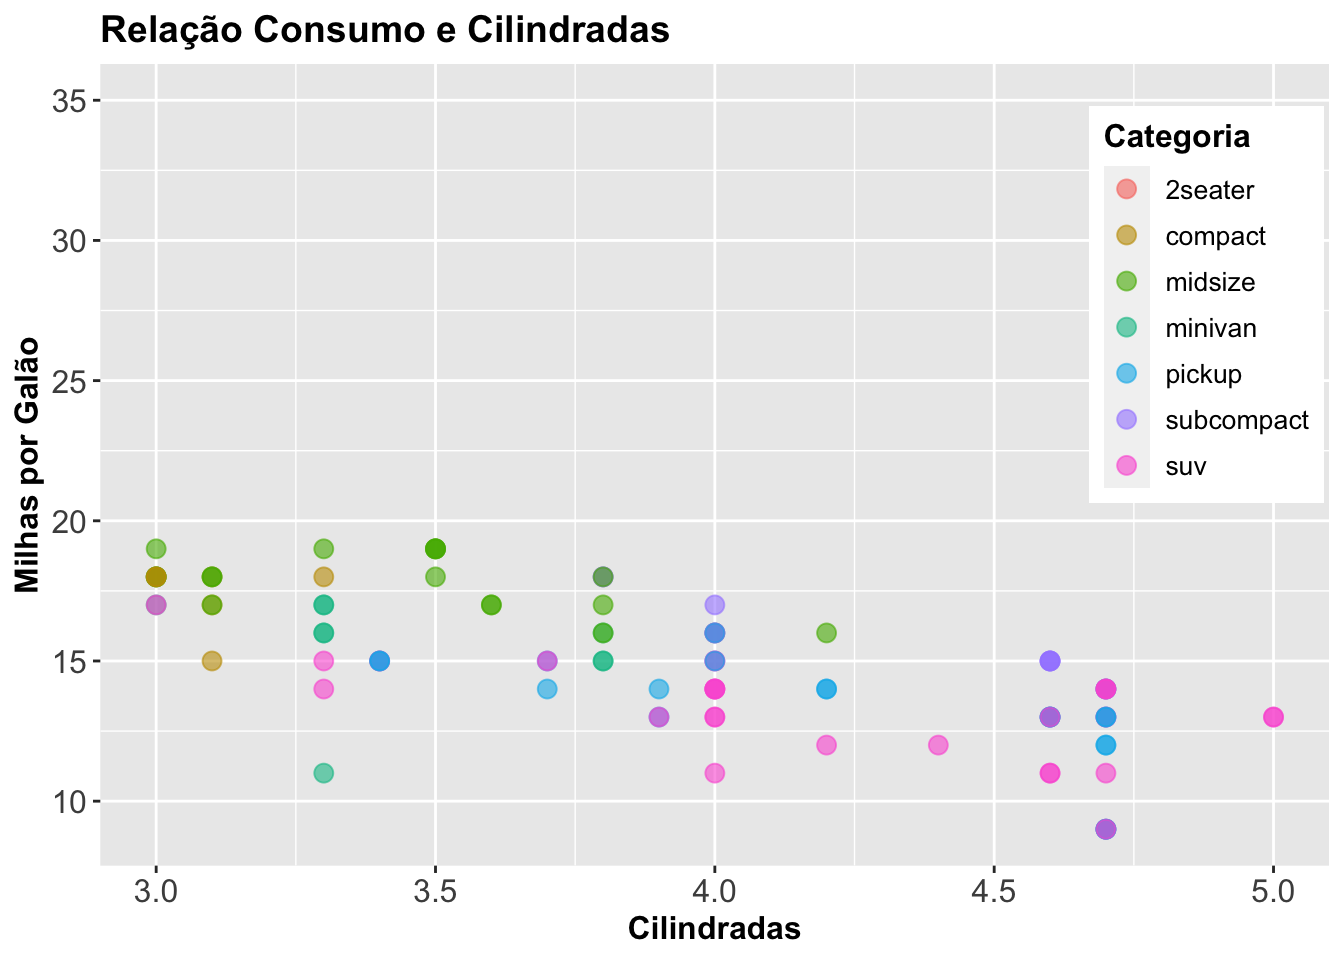 Relação Consumo e Cilindradas
Milhas por Galão
35
30
25
20
15
10
Categoria
2seater
compact
midsize
minivan
pickup
subcompact
suv
3.0 3.5 4.0 4.5 5.0
Cilindradas